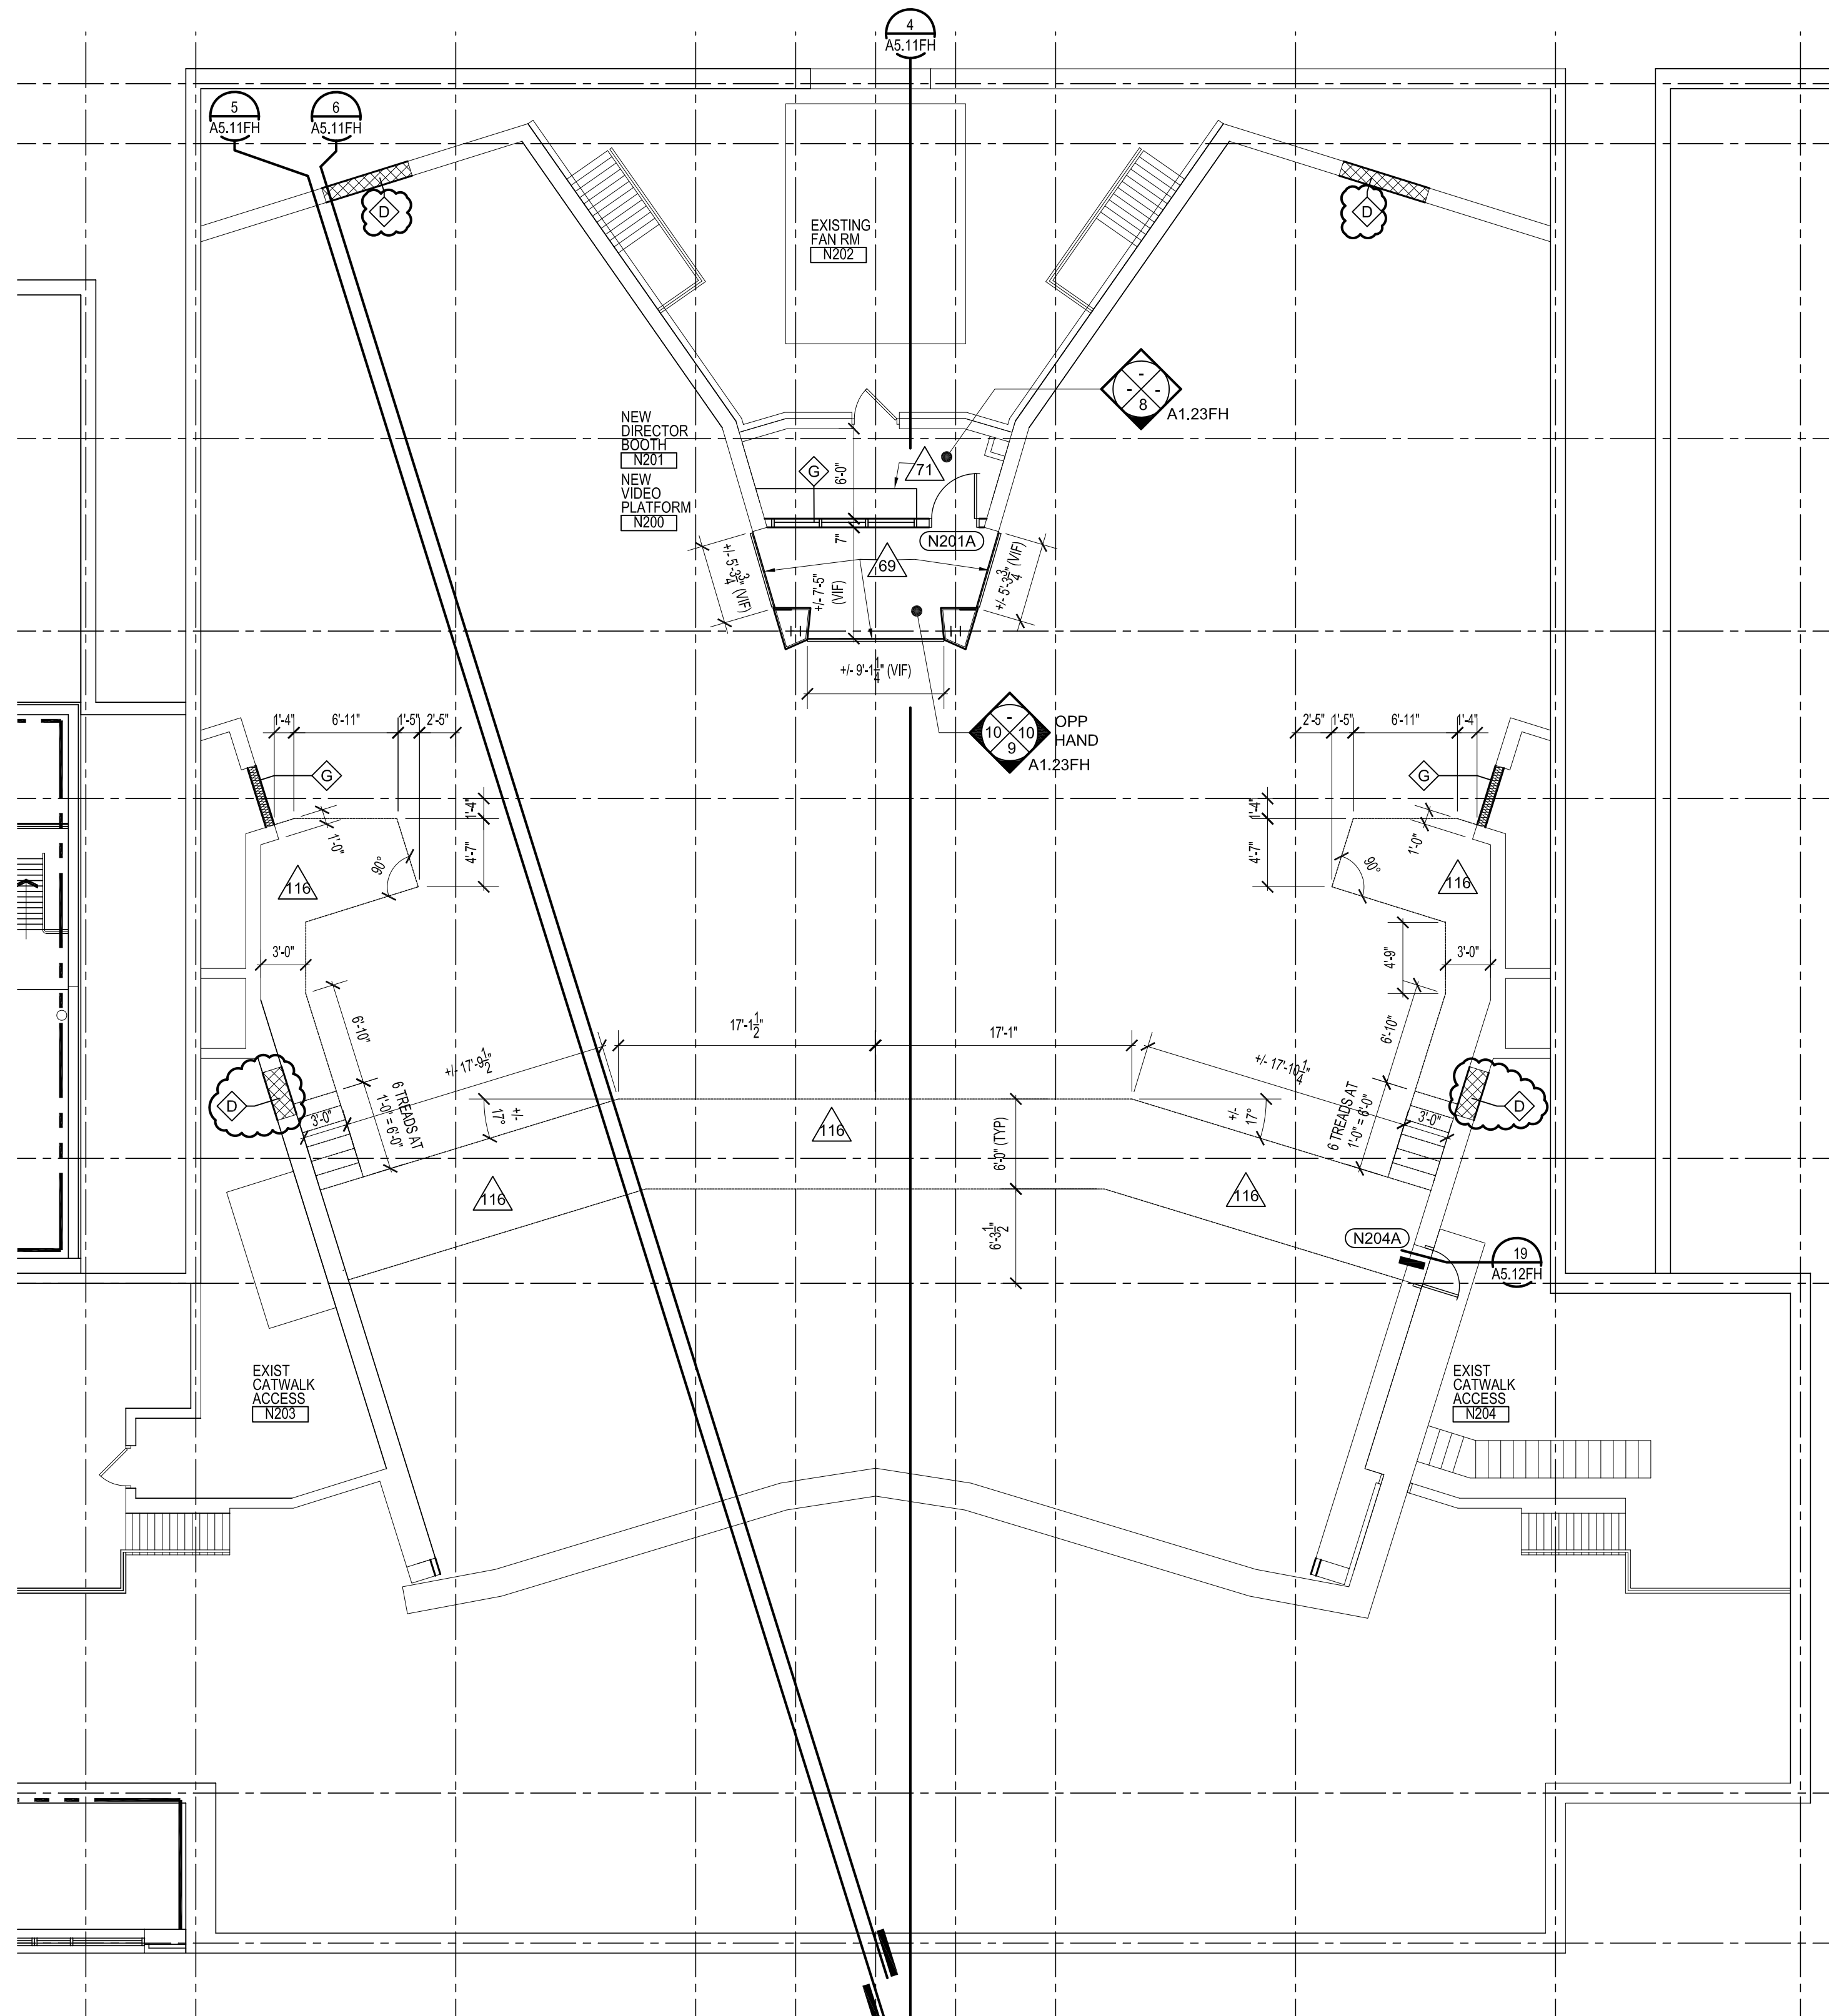 4
A5.11FH
5
A5.11FH
6
A5.11FH
D
D
EXISTING
FAN RM
N202
-
- -
8
A1.23FH
NEW
DIRECTOR
BOOTH
N201
NEW
VIDEO
PLATFORM
N200
G
6'-0"
71
N201A
7"
69
+/- 5'-3 3/4" (VIF)
+/- 7'-5"
(VIF)
+/- 5'-3 3/4" (VIF)
+/- 9'-1 1/4" (VIF)
-
10 10
9
OPP
HAND
A1.23FH
1'-4"
6'-11"
1'-5"
2'-5"
2'-5"
1'-5"
6'-11"
1'-4"
G
G
1'-4"
1'-0"
4'-7"
90°
116
1'-4"
1'-0"
4'-7"
90°
116
3'-0"
4'-9"
3'-0"
6'-10"
17'-1 1/2"
17'-1"
6'-10"
+/- 17'-9 1/2"
+/- 17'-10 1/4"
D
3'-0"
6 TREADS AT
1'-0" = 6'-0"
+/-
17°
116
6'-0" (TYP)
+/-
17°
6 TREADS AT
1'-0" = 6'-0"
3'-0"
D
116
116
6'-3 1/2"
N204A
19
A5.12FH
EXIST
CATWALK
ACCESS
N203
EXIST
CATWALK
ACCESS
N204